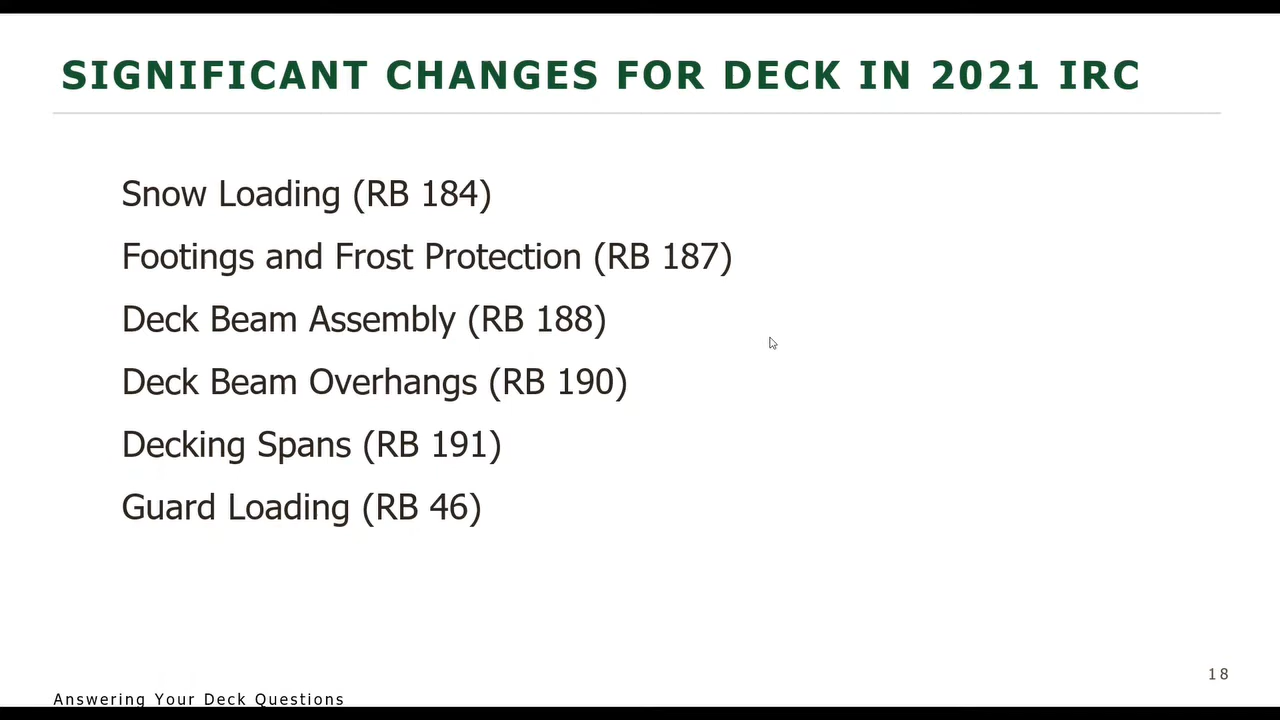 SIGNIFICANT CHANGES FOR DECK IN 2021 IRC
Snow Loading (RB 184)
Footings and Frost Protection (RB 187)
Deck Beam Assembly (RB 188)
Deck Beam Overhangs (RB 190)
Decking Spans (RB 191)
Guard Loading (RB 46)
18
Answering Your Deck Questions